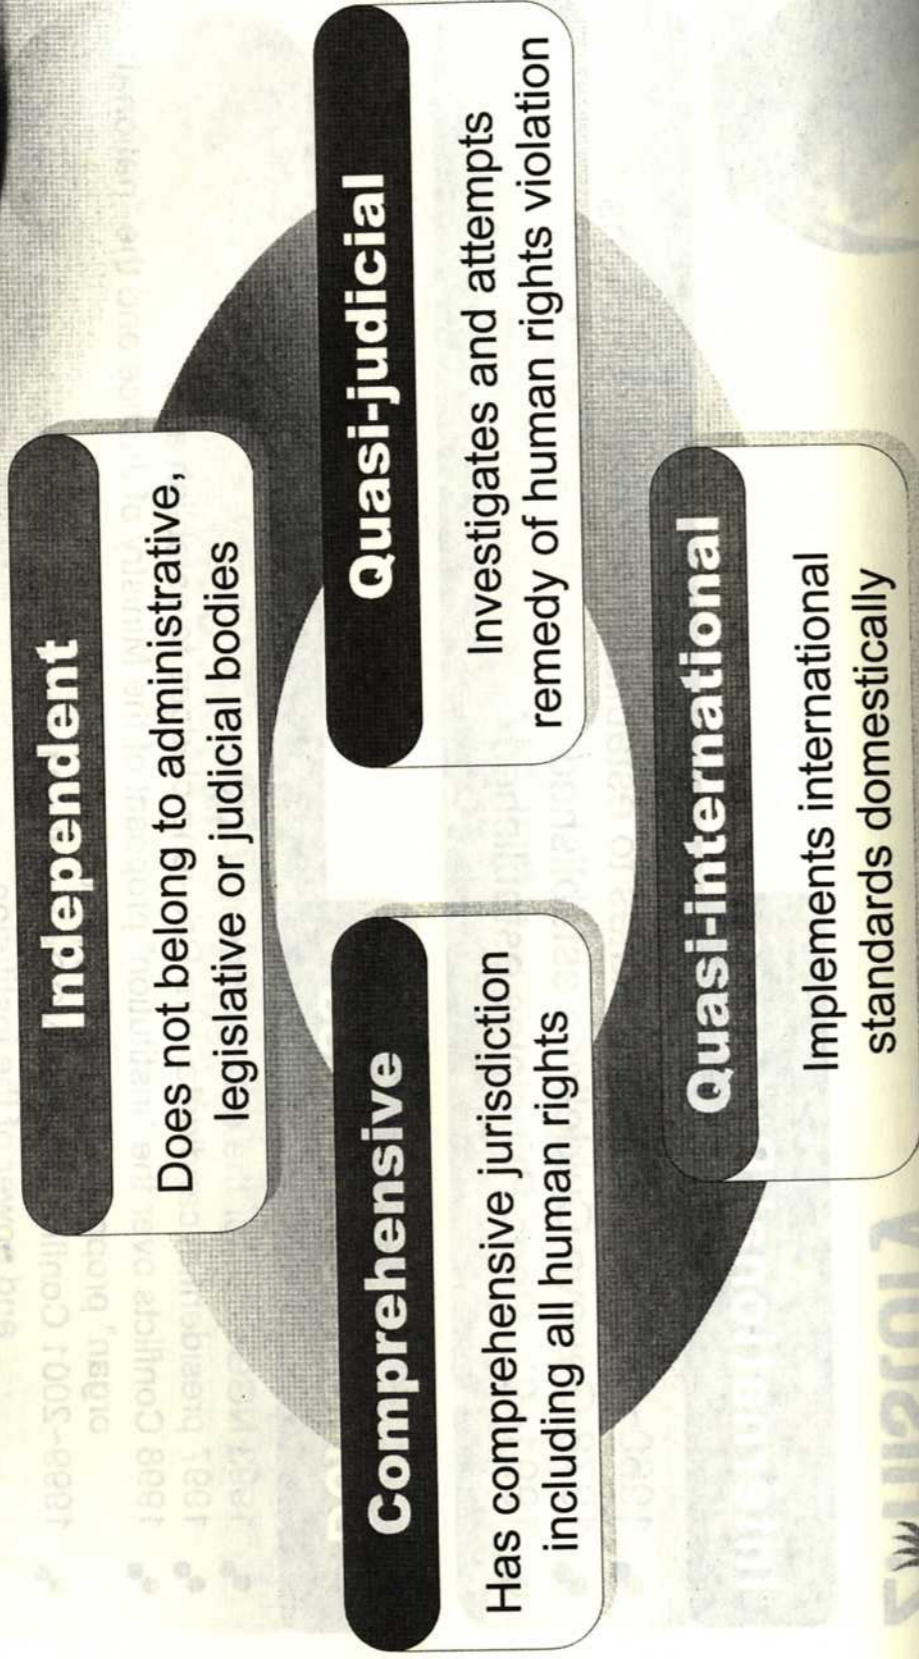 Independent
Does not belong to administrative,
legislative or judicial bodies
Comprehensive
Has comprehensive jurisdiction
including all human rights
Quasi-judicial
Investigates and attempts
remedy of human rights violation
Quasi-international
Implements international
standards domestically